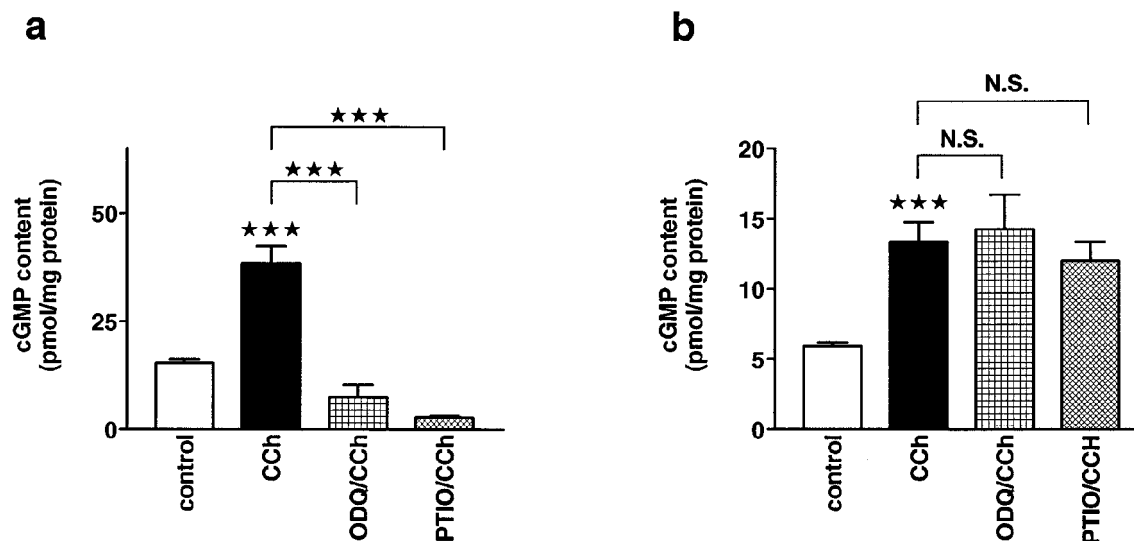 a
★★★
★★★
★★★
cGMP content
(pmol/mg protein)
50
25
0
control
CCh
ODQ/CCh
PTIO/CCh
b
N.S.
N.S.
★★★
cGMP content
(pmol/mg protein)
20
15
10
5
0
control
CCh
ODQ/CCh
PTIO/CCH